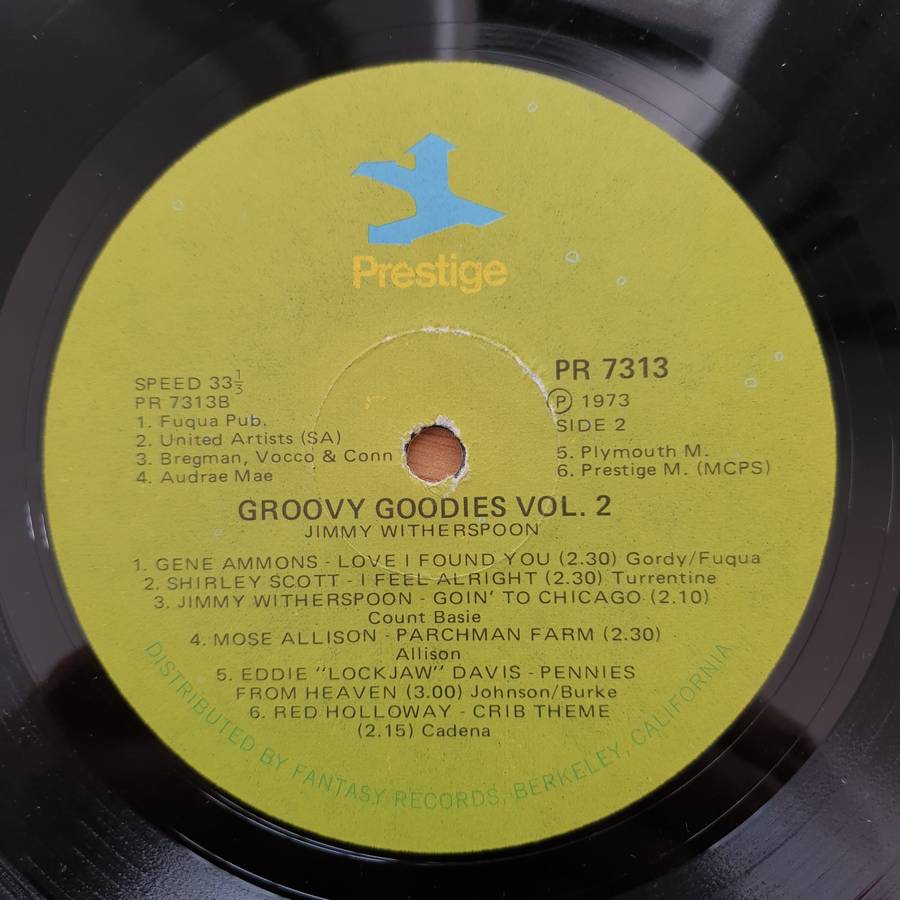 Prestige
SPEED 33 1/3
PR 7313B
1. Fuqua Pub.
2. United Artists (SA)
3. Bregman, Vocco & Conn
4. Audrae Mae
PR 7313
Ⓟ 1973
SIDE 2
5. Plymouth M.
6. Prestige M. (MCPS)
GROOVY GOODIES VOL. 2
JIMMY WITHERSPOON
1. GENE AMMONS - LOVE I FOUND YOU (2.30) Gordy/Fuqua
2. SHIRLEY SCOTT - I FEEL ALRIGHT (2.30) Turrentine
3. JIMMY WITHERSPOON - GOIN' TO CHICAGO (2.10)
Count Basie
4. MOSE ALLISON - PARCHMAN FARM (2.30)
Allison
5. EDDIE "LOCKJAW" DAVIS - PENNIES
FROM HEAVEN (3.00) Johnson/Burke
6. RED HOLLOWAY - CRIB THEME
(2.15) Cadena
DISTRIBUTED BY FANTASY RECORDS, BERKELEY, CALIFORNIA